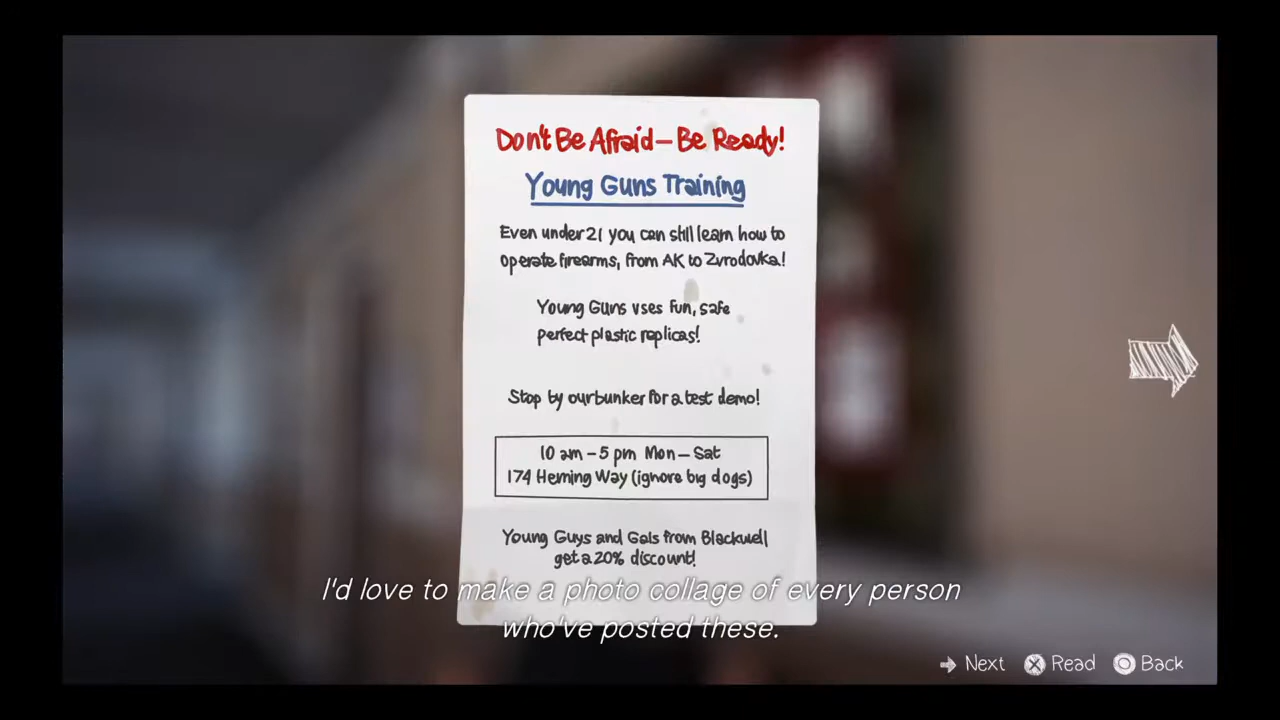 Don't Be Afraid — Be Ready!
Young Guns Training
Even under 21 you can still learn how to
operate firearms, from AK to Zvrodovka!
Young Guns uses fun, safe
perfect plastic replicas!
Stop by our bunker for a test demo!
10 am – 5 pm Mon – Sat
174 Heming Way (ignore big dogs)
Young Guys and Gals from Blackwell
get a 20% discount!
I'd love to make a photo collage of every person
who've posted these.
Next Read Back